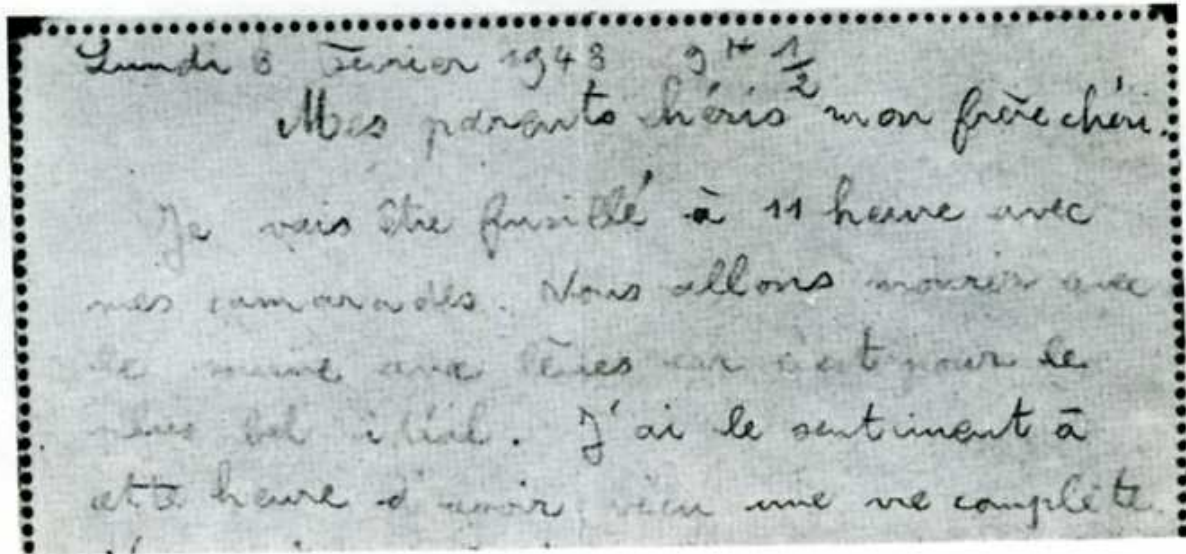 Lundi 8 Février 1943 9 H 1/2
Mes parents chéris mon frère chéri.
Je vais être fusillé à 11 heure avec
mes camarades. Nous allons mourir avec
le sourire aux lèvres car c'est pour le
plus bel idéal. J'ai le sentiment à
cette heure d'avoir vécu une vie complète